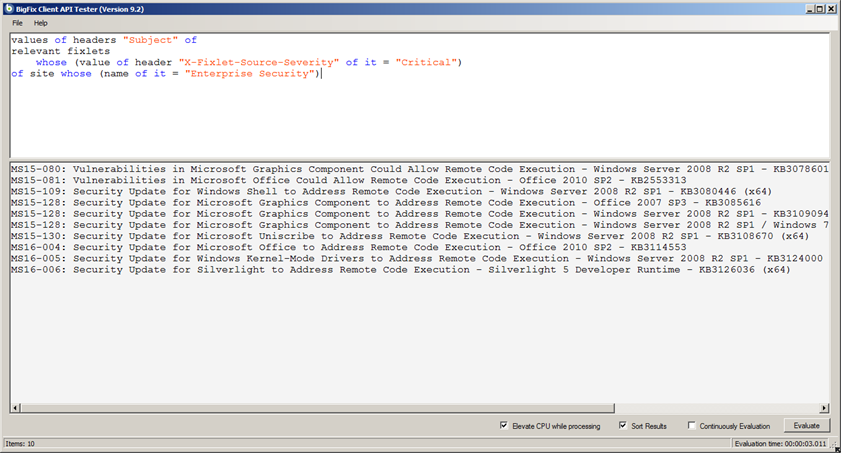 BigFix Client API Tester (Version 9.2)
File Help
values of headers "Subject" of
relevant fixlets
whose (value of header "X-Fixlet-Source-Severity" of it = "Critical")
of site whose (name of it = "Enterprise Security")
MS15-080: Vulnerabilities in Microsoft Graphics Component Could Allow Remote Code Execution - Windows Server 2008 R2 SP1 - KB3078601
MS15-081: Vulnerabilities in Microsoft Office Could Allow Remote Code Execution - Office 2010 SP2 - KB2553313
MS15-109: Security Update for Windows Shell to Address Remote Code Execution - Windows Server 2008 R2 SP1 - KB3080446 (x64)
MS15-128: Security Update for Microsoft Graphics Component to Address Remote Code Execution - Office 2007 SP3 - KB3085616
MS15-128: Security Update for Microsoft Graphics Component to Address Remote Code Execution - Windows Server 2008 R2 SP1 - KB3109094
MS15-128: Security Update for Microsoft Graphics Component to Address Remote Code Execution - Windows Server 2008 R2 SP1 / Windows 7
MS15-130: Security Update for Microsoft Uniscribe to Address Remote Code Execution - Windows Server 2008 R2 SP1 - KB3108670 (x64)
MS16-004: Security Update for Microsoft Office to Address Remote Code Execution - Office 2010 SP2 - KB3114553
MS16-005: Security Update for Windows Kernel-Mode Drivers to Address Remote Code Execution - Windows Server 2008 R2 SP1 - KB3124000
MS16-006: Security Update for Silverlight to Address Remote Code Execution - Silverlight 5 Developer Runtime - KB3126036 (x64)
Elevate CPU while processing Sort Results Continuously Evaluation Evaluate
Items: 10 Evaluation time: 00:00:03.011